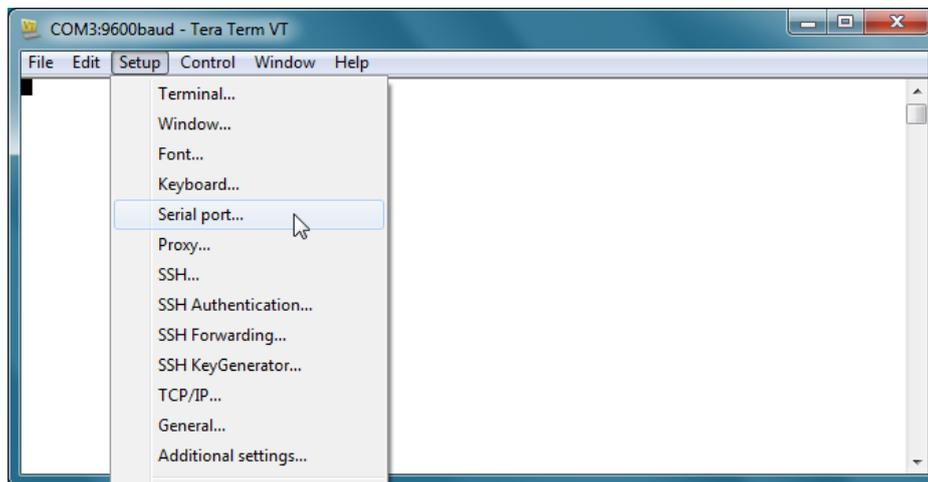 COM3:9600baud - Tera Term VT
File Edit Setup Control Window Help
Terminal...
Window...
Font...
Keyboard...
Serial port...
Proxy...
SSH...
SSH Authentication...
SSH Forwarding...
SSH KeyGenerator...
TCP/IP...
General...
Additional settings...